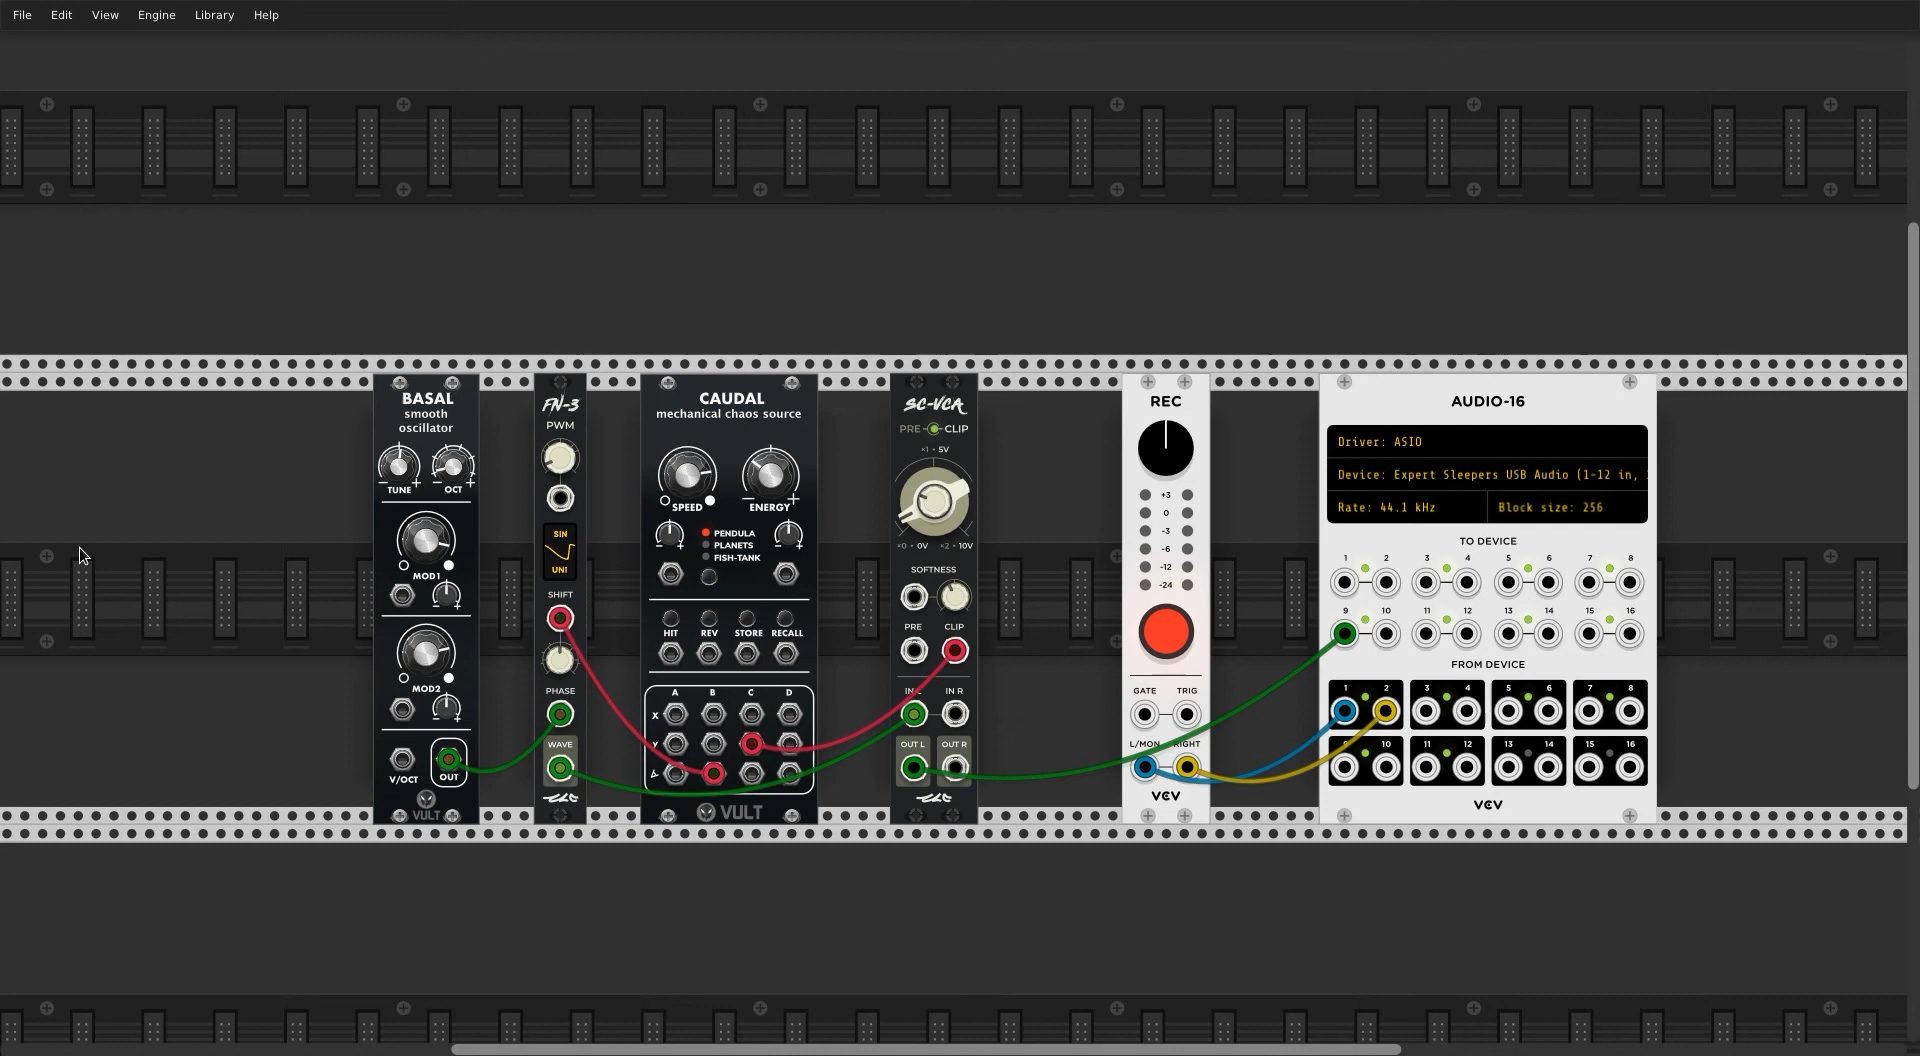 File Edit View Engine Library Help
BASAL
smooth
oscillator
TUNE OCT
MOD1
MOD2
V/OCT OUT
VULT
FN-3
PWM
SIN
UNI
SHIFT
PHASE
WAVE
CAUDAL
mechanical chaos source
SPEED ENERGY
PENDULA
PLANETS
FISH-TANK
HIT REV STORE RECALL
A B C D
X
Y
VULT
SC-VCA
PRE CLIP
×1 • 5V
×0 • 0V ×2 • 10V
SOFTNESS
PRE CLIP
IN L IN R
OUT L OUT R
REC
+3
0
-3
-6
-12
-24
GATE TRIG
L/MON RIGHT
VCV
AUDIO-16
Driver: ASIO
Device: Expert Sleepers USB Audio (1-12 in,
Rate: 44.1 kHz Block size: 256
TO DEVICE
1 2 3 4 5 6 7 8
9 10 11 12 13 14 15 16
FROM DEVICE
1 2 3 4 5 6 7 8
9 10 11 12 13 14 15 16
VCV